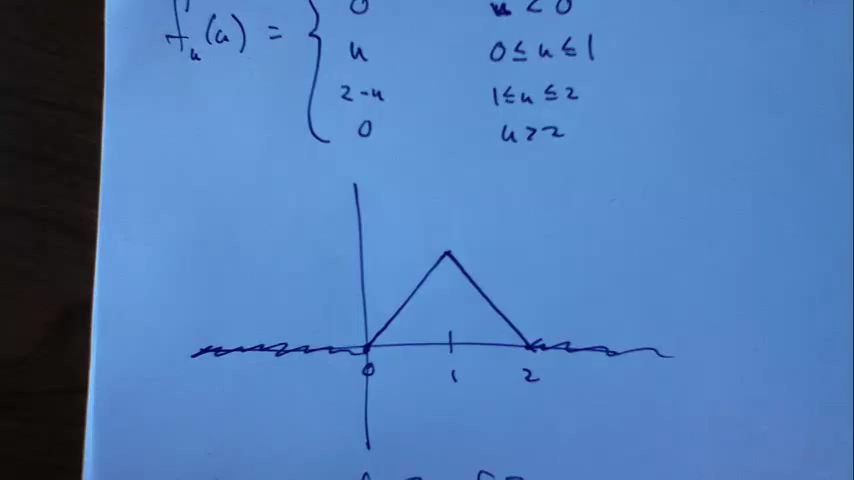 f_u(u) = { 0 u < 0
u 0 ≤ u ≤ 1
2-u 1 ≤ u ≤ 2
0 u > 2
0 1 2